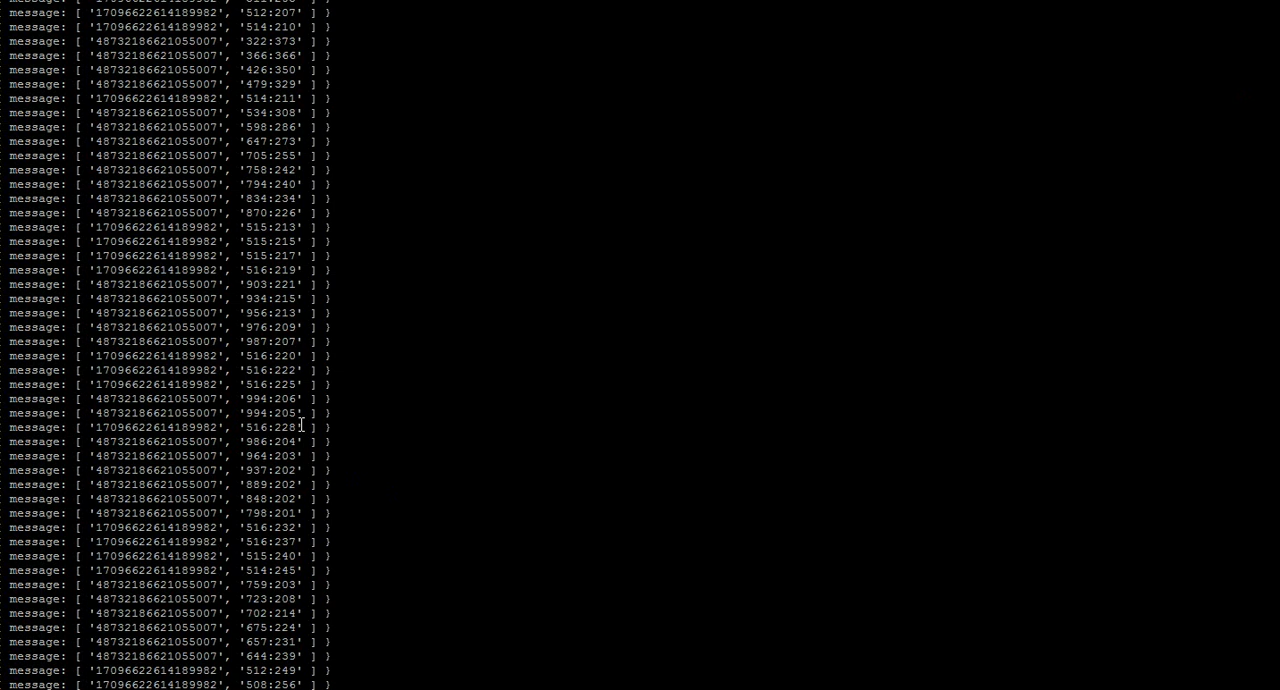 message: [ '17096622614189982', '512:207' ] }
message: [ '17096622614189982', '514:210' ] }
message: [ '48732186621055007', '322:373' ] }
message: [ '48732186621055007', '366:366' ] }
message: [ '48732186621055007', '426:350' ] }
message: [ '48732186621055007', '479:329' ] }
message: [ '17096622614189982', '514:211' ] }
message: [ '48732186621055007', '534:308' ] }
message: [ '48732186621055007', '598:286' ] }
message: [ '48732186621055007', '647:273' ] }
message: [ '48732186621055007', '705:255' ] }
message: [ '48732186621055007', '758:242' ] }
message: [ '48732186621055007', '794:240' ] }
message: [ '48732186621055007', '834:234' ] }
message: [ '48732186621055007', '870:226' ] }
message: [ '17096622614189982', '515:213' ] }
message: [ '17096622614189982', '515:215' ] }
message: [ '17096622614189982', '515:217' ] }
message: [ '17096622614189982', '516:219' ] }
message: [ '48732186621055007', '903:221' ] }
message: [ '48732186621055007', '934:215' ] }
message: [ '48732186621055007', '956:213' ] }
message: [ '48732186621055007', '976:209' ] }
message: [ '48732186621055007', '987:207' ] }
message: [ '17096622614189982', '516:220' ] }
message: [ '17096622614189982', '516:222' ] }
message: [ '17096622614189982', '516:225' ] }
message: [ '48732186621055007', '994:206' ] }
message: [ '48732186621055007', '994:205' ] }
message: [ '17096622614189982', '516:228' ] }
message: [ '48732186621055007', '986:204' ] }
message: [ '48732186621055007', '964:203' ] }
message: [ '48732186621055007', '937:202' ] }
message: [ '48732186621055007', '889:202' ] }
message: [ '48732186621055007', '848:202' ] }
message: [ '48732186621055007', '798:201' ] }
message: [ '17096622614189982', '516:232' ] }
message: [ '17096622614189982', '516:237' ] }
message: [ '17096622614189982', '515:240' ] }
message: [ '17096622614189982', '514:245' ] }
message: [ '48732186621055007', '759:203' ] }
message: [ '48732186621055007', '723:208' ] }
message: [ '48732186621055007', '702:214' ] }
message: [ '48732186621055007', '675:224' ] }
message: [ '48732186621055007', '657:231' ] }
message: [ '48732186621055007', '644:239' ] }
message: [ '17096622614189982', '512:249' ] }
message: [ '17096622614189982', '508:256' ] }